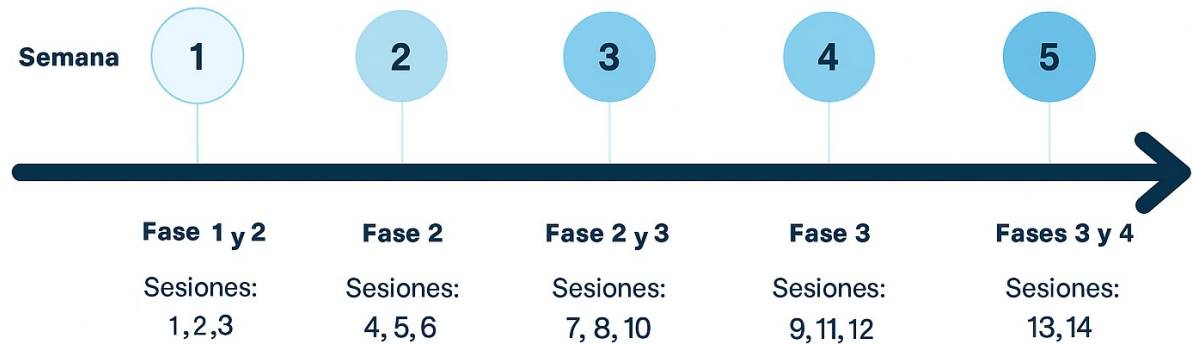 Semana 1 2 3 4 5
Fase 1 y 2 Fase 2 Fase 2 y 3 Fase 3 Fases 3 y 4
Sesiones: Sesiones: Sesiones: Sesiones: Sesiones:
1,2,3 4,5,6 7, 8, 10 9,11,12 13,14